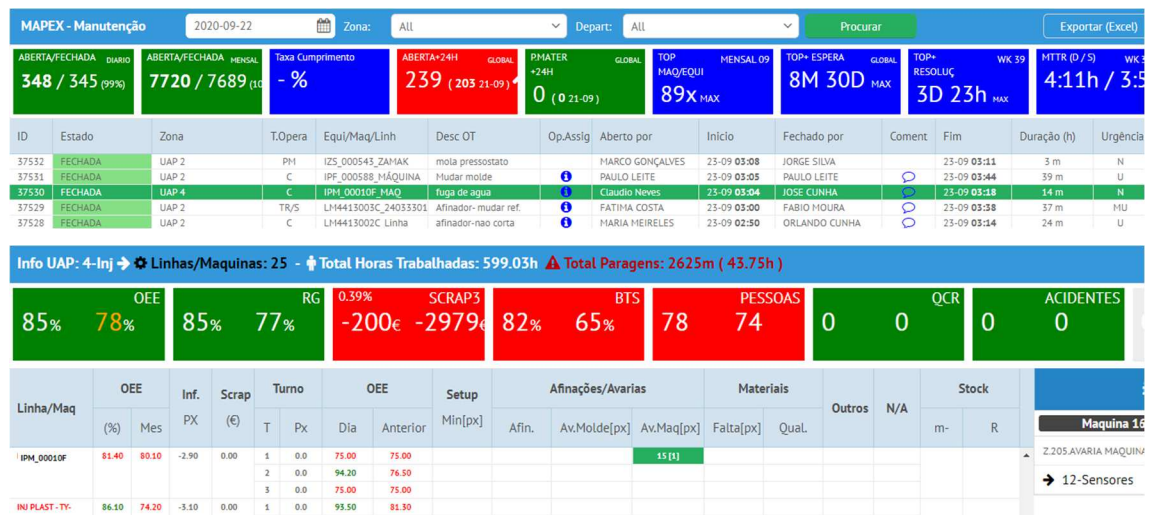 MAPEX - Manutenção 2020-09-22 Zona: All Depart: All Procurar Exportar (Excel)
ABERTA/FECHADA DIARIO ABERTA/FECHADA MENSAL Taxa Cumprimento ABERTA+24H GLOBAL P.MATER +24H GLOBAL TOP MAQ/EQUI MENSAL 09 TOP+ ESPERA GLOBAL TOP+ RESOLUÇ WK 39 MTTR (D / S) WK
348 / 345 (99%) 7720 / 7689 (10 - % 239 ( 203 21-09 ) 0 ( 0 21-09 ) 89x MAX 8M 30D MAX 3D 23h MAX 4:11h / 3:5
ID Estado Zona T.Opera Equi/Maq/Linh Desc OT Op.Assig Aberto por Inicio Fechado por Coment Fim Duração (h) Urgência
37532 FECHADA UAP 2 PM IZS_000543_ZAMAK mola pressostato MARCO GONÇALVES 23-09 03:08 JORGE SILVA 23-09 03:11 3 m N
37531 FECHADA UAP 2 C IPF_000588_MÁQUINA Mudar molde PAULO LEITE 23-09 03:05 PAULO LEITE 23-09 03:44 39 m U
37530 FECHADA UAP 4 C IPM_00010F_MAQ fuga de agua Claudio Neves 23-09 03:04 JOSE CUNHA 23-09 03:18 14 m N
37529 FECHADA UAP 2 TR/S LM4413003C_24033301 Afinador- mudar ref. FATIMA COSTA 23-09 03:00 FABIO MOURA 23-09 03:38 37 m MU
37528 FECHADA UAP 2 C LM4413002C_Linha afinador-nao corta MARIA MEIRELES 23-09 02:50 ORLANDO CUNHA 23-09 03:14 24 m U
Info UAP: 4-Inj Linhas/Maquinas: 25 - Total Horas Trabalhadas: 599.03h Total Paragens: 2625m ( 43.75h )
OEE RG 0.39% SCRAP3 BTS PESSOAS QCR ACIDENTES
85% 78% 85% 77% -200€ -2979€ 82% 65% 78 74 0 0 0 0
Linha/Maq OEE Inf. Scrap Turno OEE Setup Afinações/Avarias Materiais Outros N/A Stock
(%) Mes PX (€) T Px Dia Anterior Min[px] Afin. Av.Molde[px] Av.Maq[px] Falta[px] Qual. m- R Maquina 16
IPM_00010F 81.40 80.10 -2.90 0.00 1 0.0 75.00 75.00 15 [1] Z.205.AVARIA MAQUINA
2 0.0 94.20 76.50
3 0.0 75.00 75.00 12-Sensores
INJ PLAST - TY- 86.10 74.20 -3.10 0.00 1 0.0 93.50 81.30